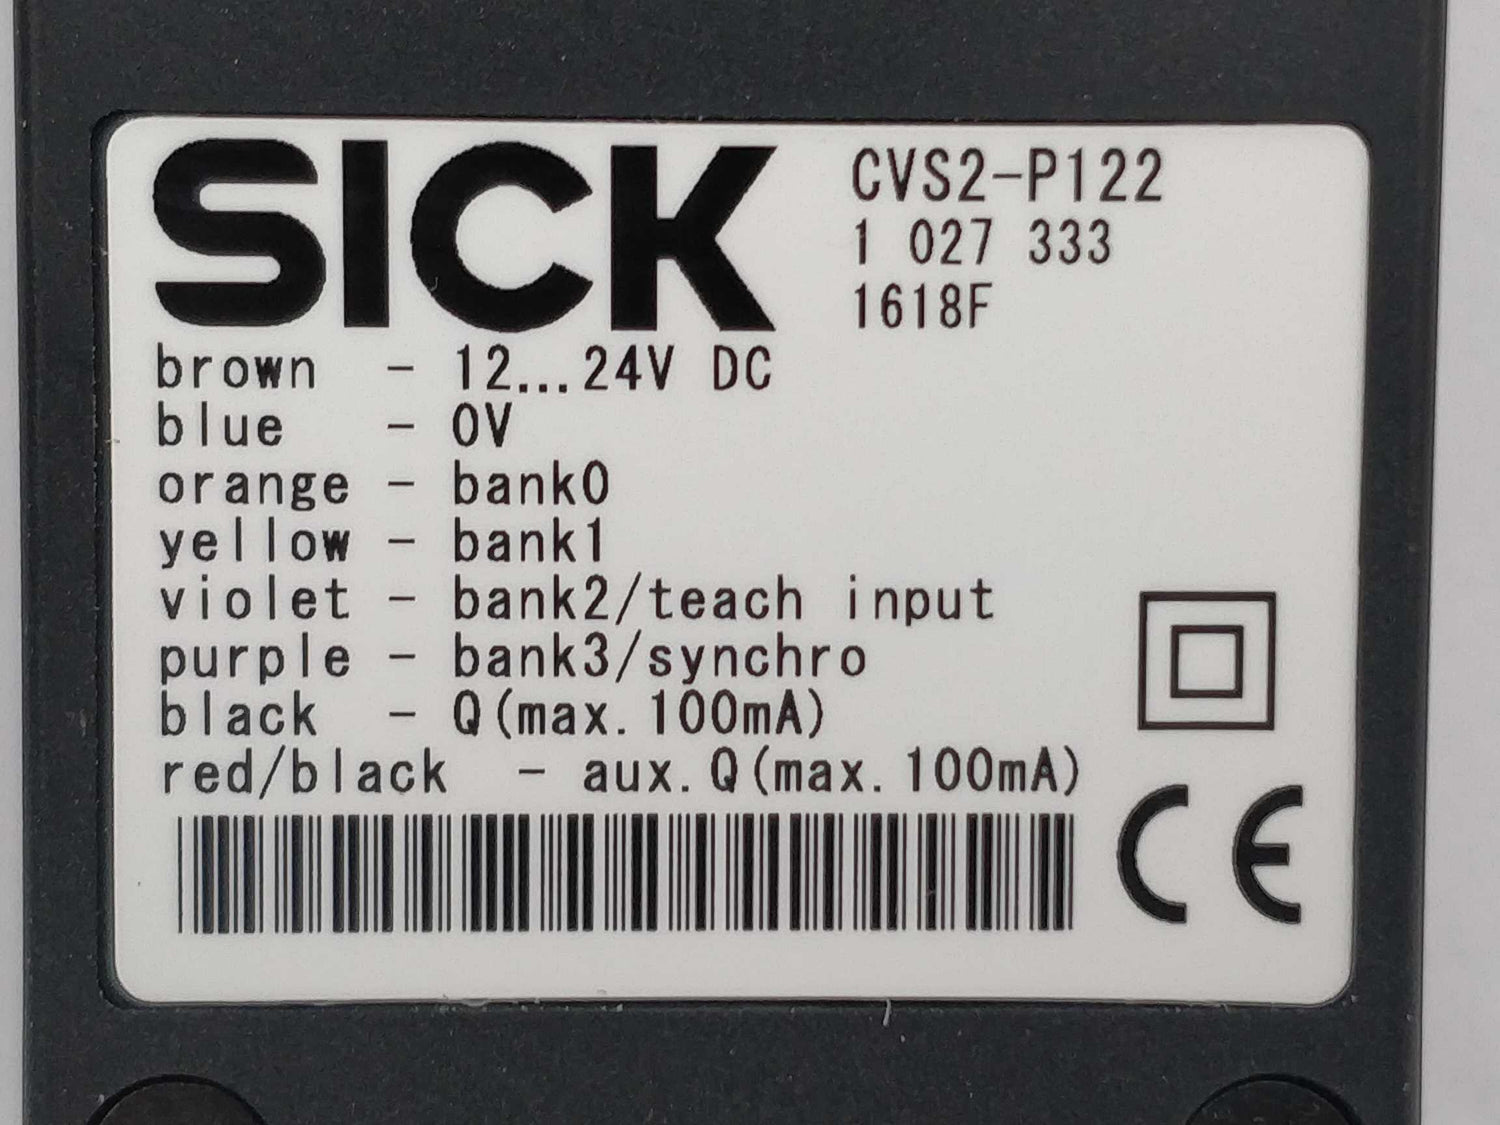 SICK
CVS2-P122
1 027 333
1618F
brown - 12...24V DC
blue - 0V
orange - bank0
yellow - bank1
violet - bank2/teach input
purple - bank3/synchro
black - Q(max.100mA)
red/black - aux.Q(max.100mA)
CE